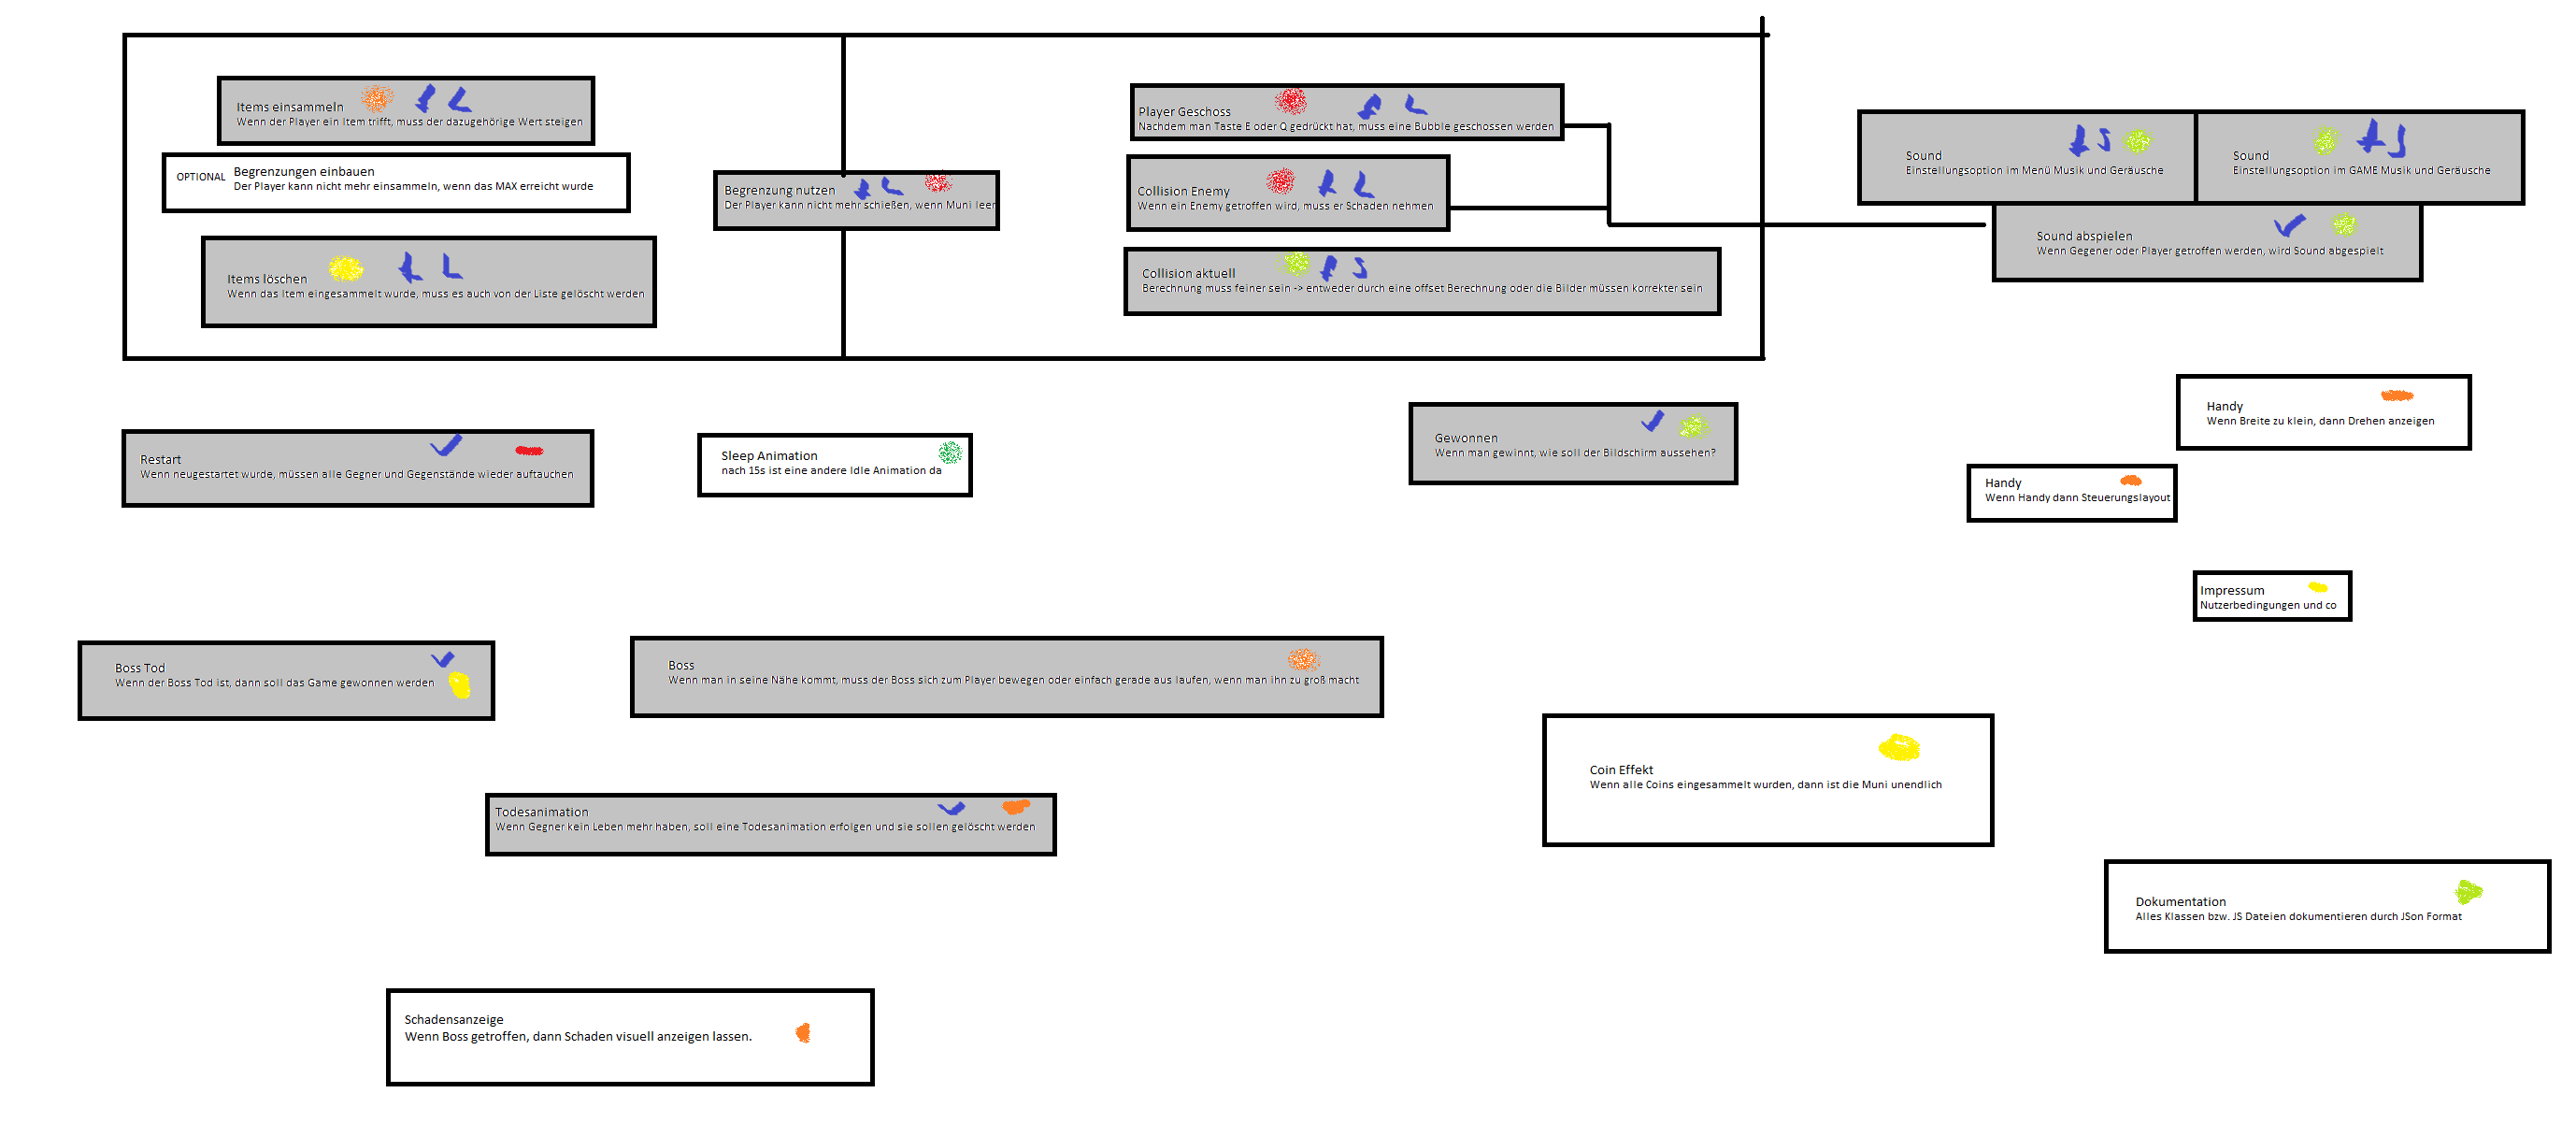 Items einsammeln
Wenn der Player ein Item trifft, muss der dazugehörige Wert steigen
OPTIONAL
Begrenzungen einbauen
Der Player kann nicht mehr einsammeln, wenn das MAX erreicht wurde
Items löschen
Wenn das Item eingesammelt wurde, muss es auch von der Liste gelöscht werden
Begrenzung nutzen
Der Player kann nicht mehr schießen, wenn Muni leer
Player Geschoss
Nachdem man Taste E oder Q gedrückt hat, muss eine Bubble geschossen werden
Collision Enemy
Wenn ein Enemy getroffen wird, muss er Schaden nehmen
Collision aktuell
Berechnung muss feiner sein -> entweder durch eine offset Berechnung oder die Bilder müssen korrekter sein
Sound
Einstellungsoption im Menü Musik und Geräusche
Sound
Einstellungsoption im GAME Musik und Geräusche
Sound abspielen
Wenn Gegener oder Player getroffen werden, wird Sound abgespielt
Restart
Wenn neugestartet wurde, müssen alle Gegner und Gegenstände wieder auftauchen
Sleep Animation
nach 15s ist eine andere Idle Animation da
Gewonnen
Wenn man gewinnt, wie soll der Bildschirm aussehen?
Handy
Wenn Breite zu klein, dann Drehen anzeigen
Handy
Wenn Handy dann Steuerungslayout
Impressum
Nutzerbedingungen und co
Boss Tod
Wenn der Boss Tod ist, dann soll das Game gewonnen werden
Boss
Wenn man in seine Nähe kommt, muss der Boss sich zum Player bewegen oder einfach gerade aus laufen, wenn man ihn zu groß macht
Coin Effekt
Wenn alle Coins eingesammelt wurden, dann ist die Muni unendlich
Todesanimation
Wenn Gegner kein Leben mehr haben, soll eine Todesanimation erfolgen und sie sollen gelöscht werden
Dokumentation
Alles Klassen bzw. JS Dateien dokumentieren durch JSon Format
Schadensanzeige
Wenn Boss getroffen, dann Schaden visuell anzeigen lassen.